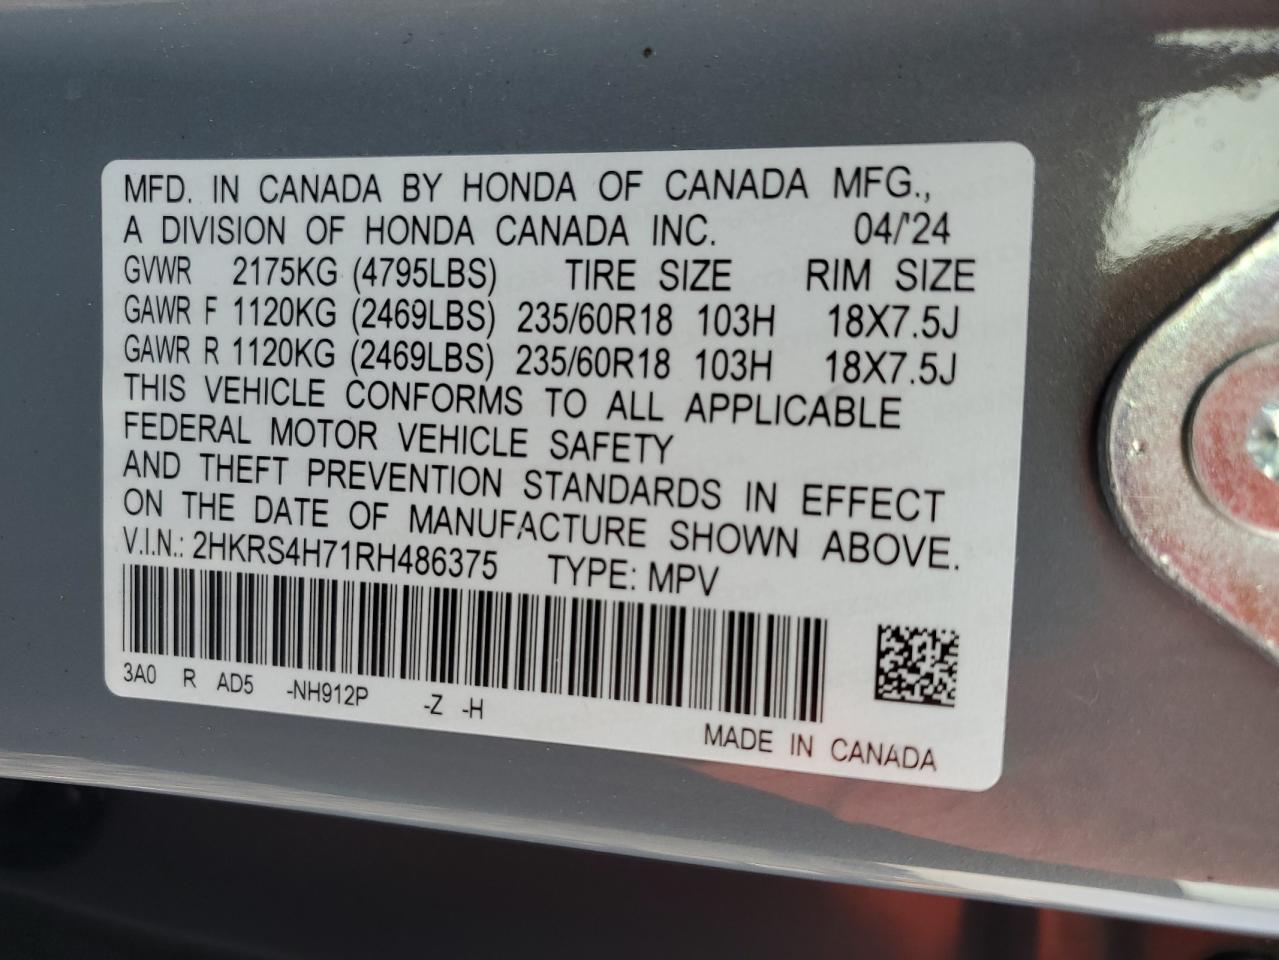 MFD. IN CANADA BY HONDA OF CANADA MFG.,
A DIVISION OF HONDA CANADA INC. 04/'24
GVWR 2175KG (4795LBS) TIRE SIZE RIM SIZE
GAWR F 1120KG (2469LBS) 235/60R18 103H 18X7.5J
GAWR R 1120KG (2469LBS) 235/60R18 103H 18X7.5J
THIS VEHICLE CONFORMS TO ALL APPLICABLE
FEDERAL MOTOR VEHICLE SAFETY
AND THEFT PREVENTION STANDARDS IN EFFECT
ON THE DATE OF MANUFACTURE SHOWN ABOVE.
V.I.N.: 2HKRS4H71RH486375 TYPE: MPV
3A0 R AD5 -NH912P -Z -H
MADE IN CANADA